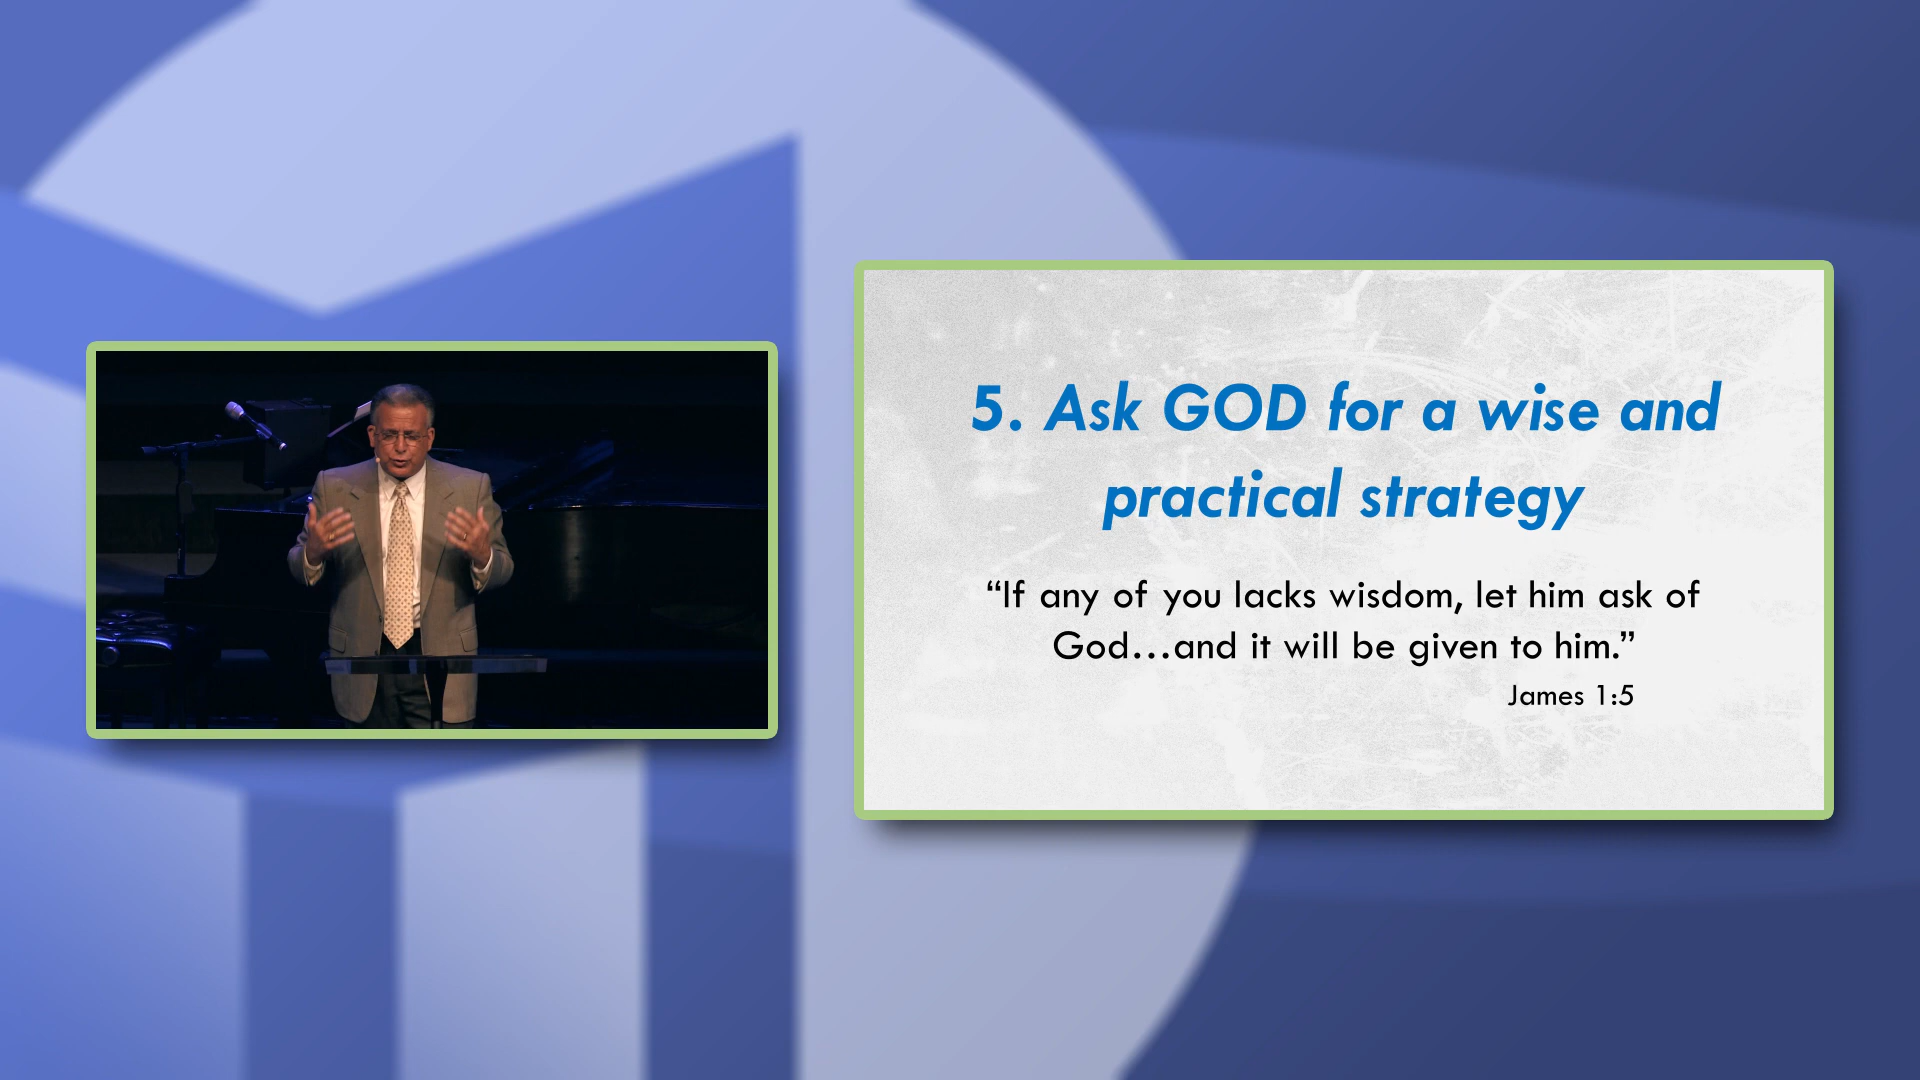 5. Ask GOD for a wise and
practical strategy
“If any of you lacks wisdom, let him ask of
God…and it will be given to him.”
James 1:5